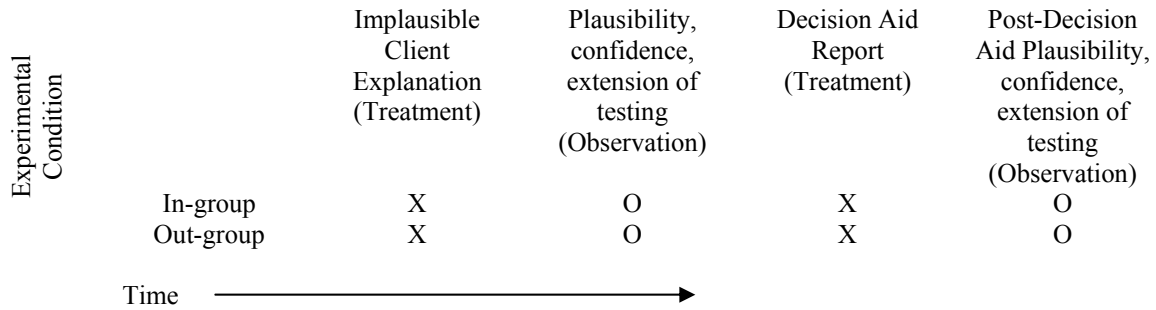 Experimental
Condition
Implausible
Client
Explanation
(Treatment)
Plausibility,
confidence,
extension of
testing
(Observation)
Decision Aid
Report
(Treatment)
Post-Decision
Aid Plausibility,
confidence,
extension of
testing
(Observation)
In-group X O X O
Out-group X O X O
Time